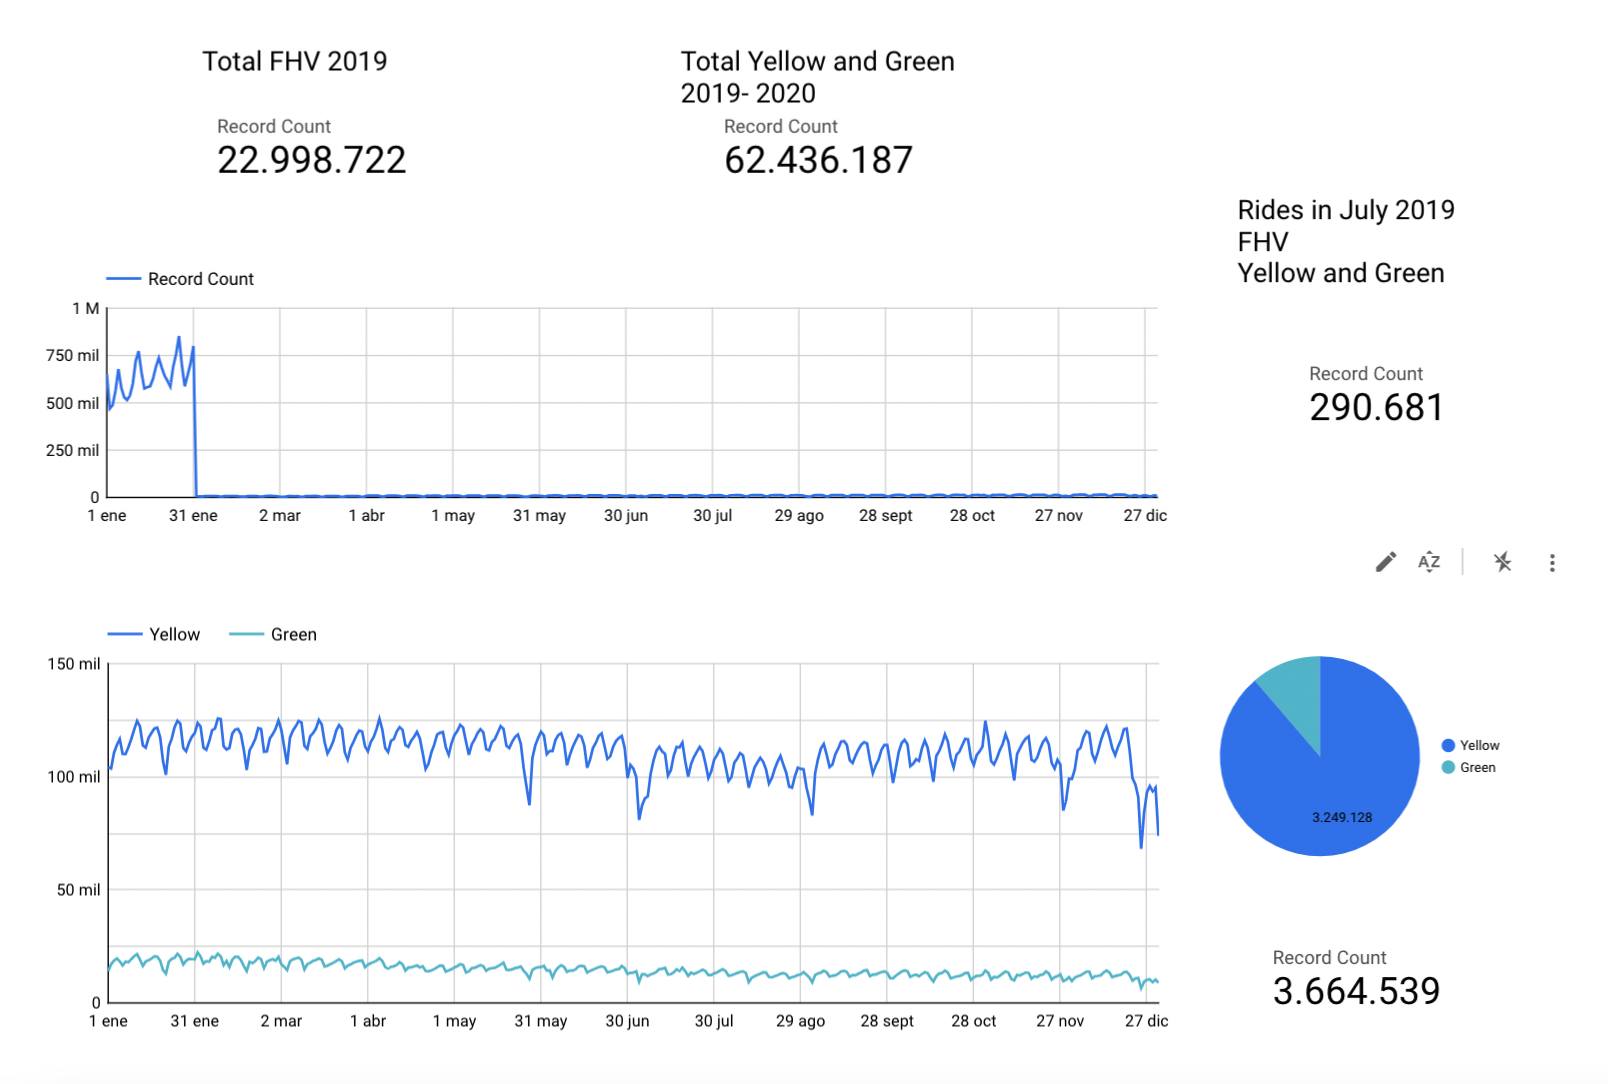 Total FHV 2019
Total Yellow and Green
2019- 2020
Record Count
22.998.722
Record Count
62.436.187
Rides in July 2019
FHV
Yellow and Green
Record Count
1 M
750 mil
500 mil
250 mil
0
1 ene
31 ene
2 mar
1 abr
1 may
31 may
30 jun
30 jul
29 ago
28 sept
28 oct
27 nov
27 dic
Record Count
290.681
AZ
Yellow
Green
150 mil
100 mil
50 mil
0
1 ene
31 ene
2 mar
1 abr
1 may
31 may
30 jun
30 jul
29 ago
28 sept
28 oct
27 nov
27 dic
3.249.128
Yellow
Green
Record Count
3.664.539